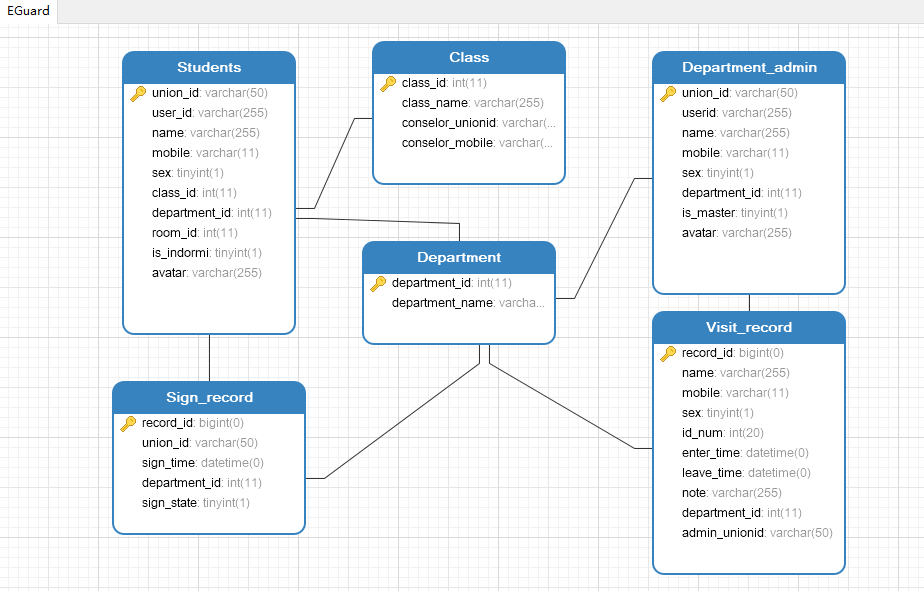 EGuard
Students
union_id: varchar(50)
user_id: varchar(255)
name: varchar(255)
mobile: varchar(11)
sex: tinyint(1)
class_id: int(11)
department_id: int(11)
room_id: int(11)
is_indormi: tinyint(1)
avatar: varchar(255)
Class
class_id: int(11)
class_name: varchar(255)
conselor_unionid: varchar(...
conselor_mobile: varchar(...
Department_admin
union_id: varchar(50)
userid: varchar(255)
name: varchar(255)
mobile: varchar(11)
sex: tinyint(1)
department_id: int(11)
is_master: tinyint(1)
avatar: varchar(255)
Department
department_id: int(11)
department_name: varcha...
Sign_record
record_id: bigint(0)
union_id: varchar(50)
sign_time: datetime(0)
department_id: int(11)
sign_state: tinyint(1)
Visit_record
record_id: bigint(0)
name: varchar(255)
mobile: varchar(11)
sex: tinyint(1)
id_num: int(20)
enter_time: datetime(0)
leave_time: datetime(0)
note: varchar(255)
department_id: int(11)
admin_unionid: varchar(50)